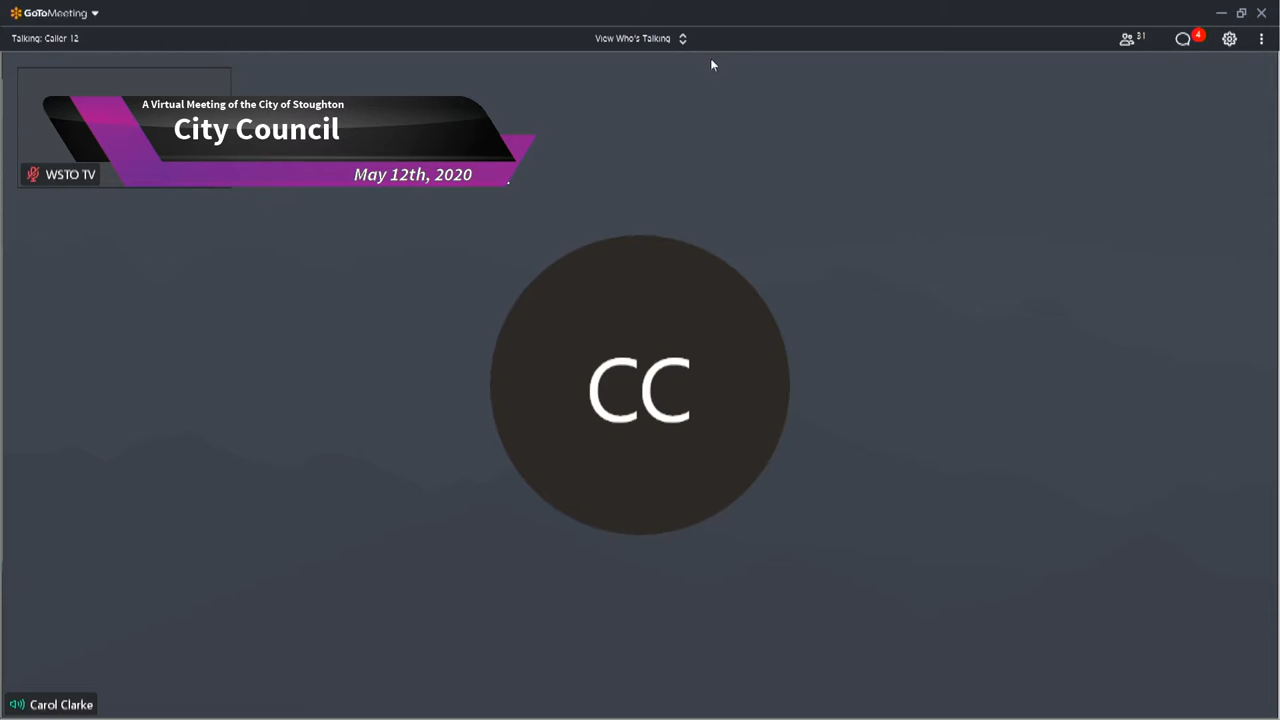 GoToMeeting
Talking: Caller 12
View Who's Talking
31
4
A Virtual Meeting of the City of Stoughton
City Council
May 12th, 2020
WSTO TV
CC
Carol Clarke